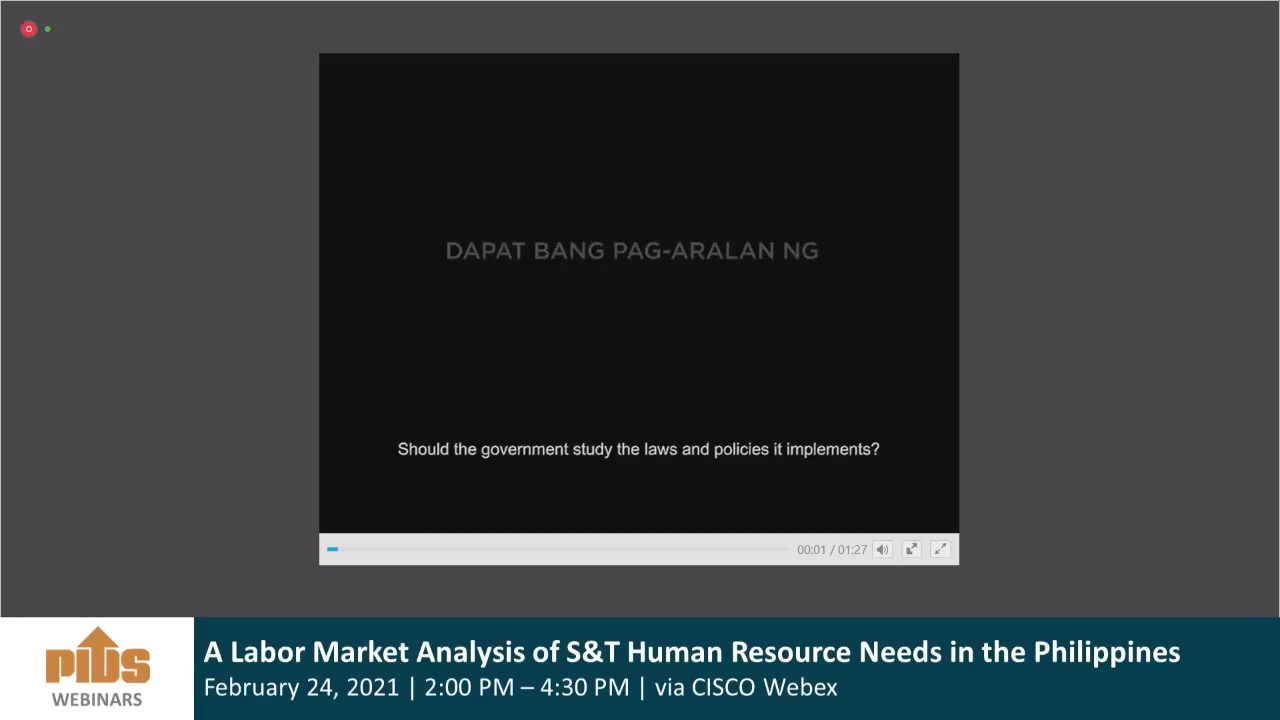 DAPAT BANG PAG-ARALAN NG
Should the government study the laws and policies it implements?
00:01 / 01:27
pids
WEBINARS
A Labor Market Analysis of S&T Human Resource Needs in the Philippines
February 24, 2021 | 2:00 PM – 4:30 PM | via CISCO Webex